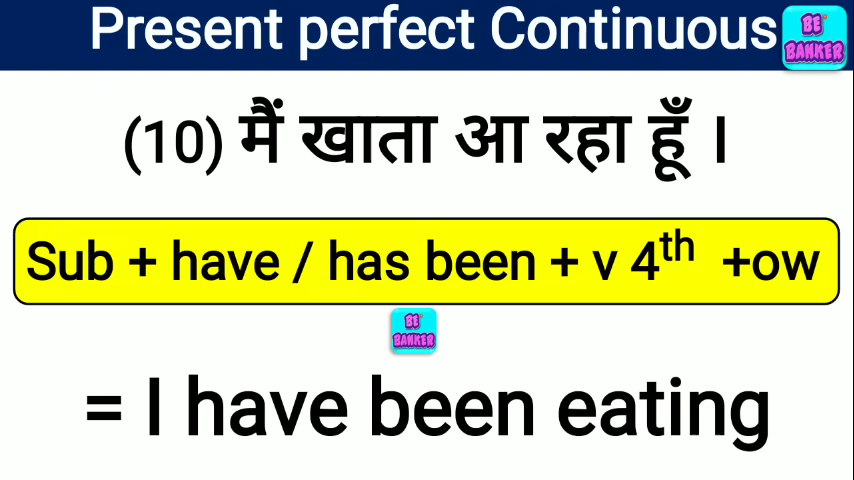 Present perfect Continuous
BE BANKER
(10) मैं खाता आ रहा हूँ ।
Sub + have / has been + v 4th +ow
BE BANKER
= I have been eating